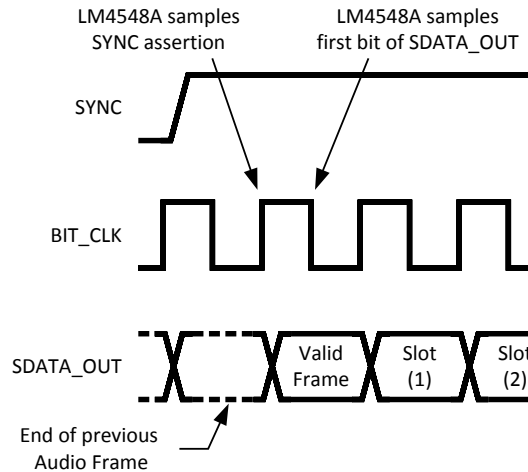 LM4548A samples
SYNC assertion
LM4548A samples
first bit of SDATA_OUT
SYNC
BIT_CLK
SDATA_OUT
Valid
Frame
Slot
(1)
Slot
(2)
End of previous
Audio Frame